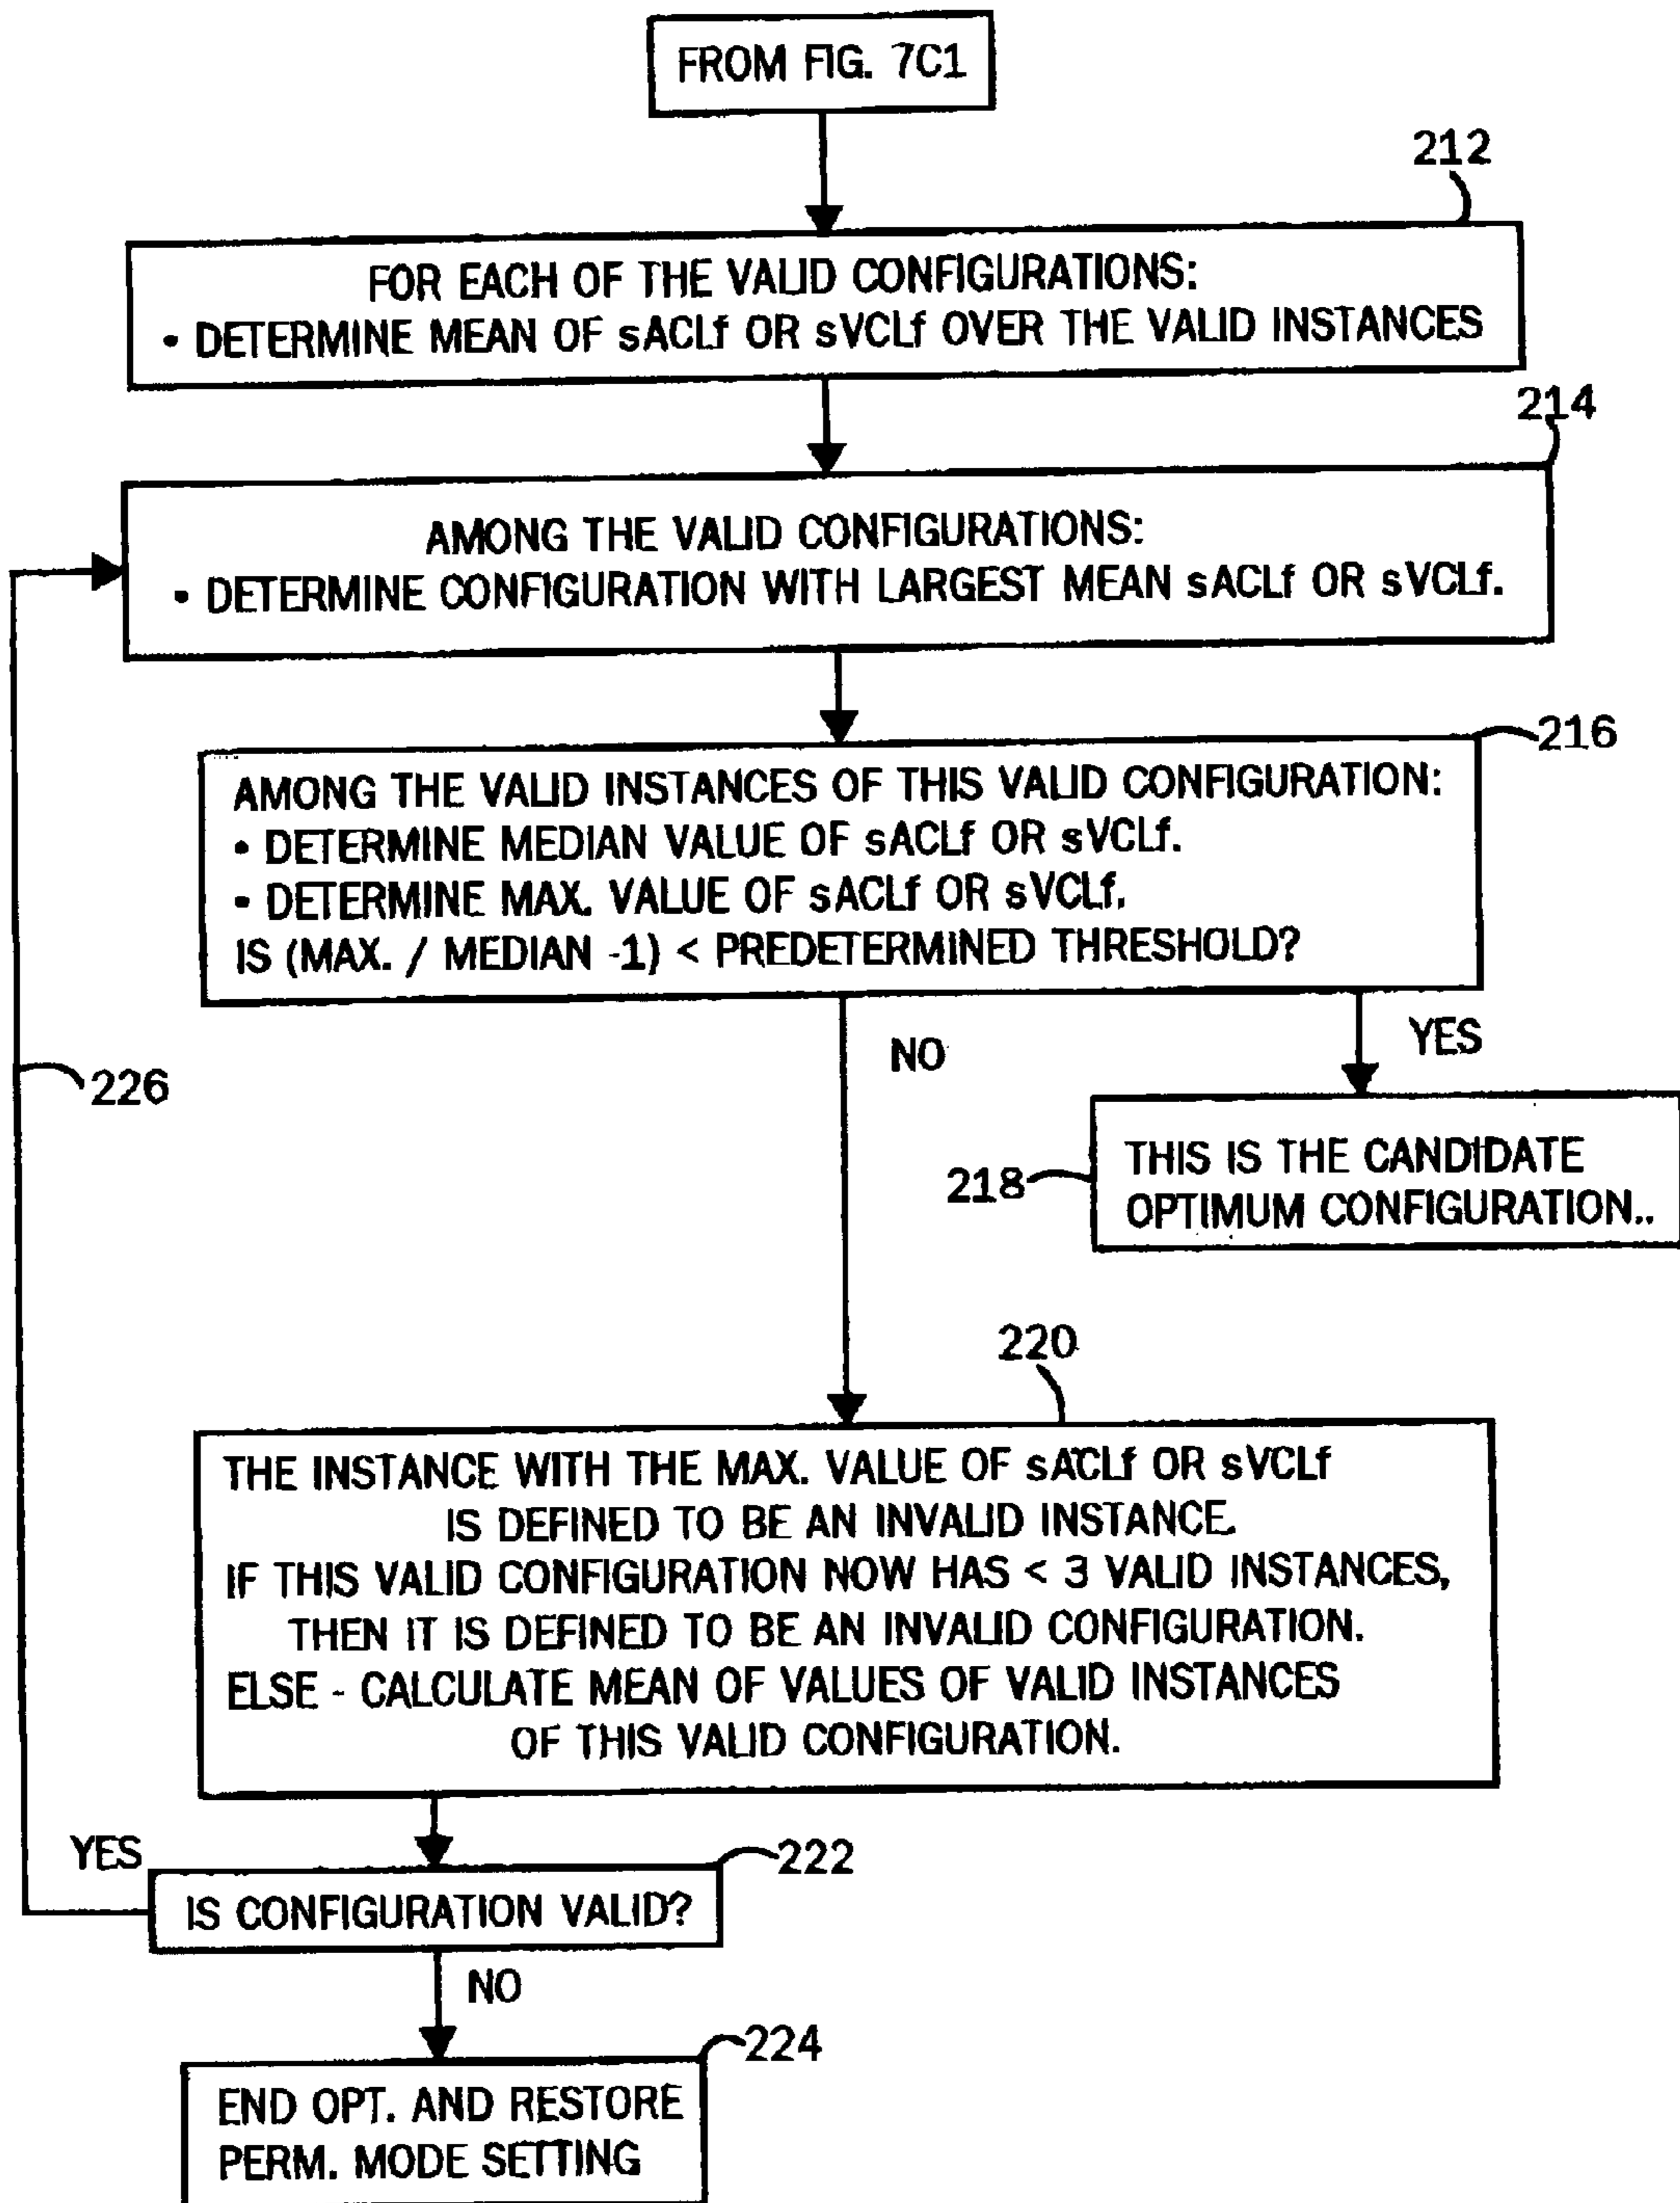 FROM FIG. 7C1
212
FOR EACH OF THE VALID CONFIGURATIONS:
• DETERMINE MEAN OF sACLf OR sVCLf OVER THE VALID INSTANCES
214
AMONG THE VALID CONFIGURATIONS:
• DETERMINE CONFIGURATION WITH LARGEST MEAN sACLf OR sVCLf.
216
AMONG THE VALID INSTANCES OF THIS VALID CONFIGURATION:
• DETERMINE MEDIAN VALUE OF sACLf OR sVCLf.
• DETERMINE MAX. VALUE OF sACLf OR sVCLf.
IS (MAX. / MEDIAN -1) < PREDETERMINED THRESHOLD?
NO
YES
226
218
THIS IS THE CANDIDATE
OPTIMUM CONFIGURATION..
220
THE INSTANCE WITH THE MAX. VALUE OF sACLf OR sVCLf
IS DEFINED TO BE AN INVALID INSTANCE.
IF THIS VALID CONFIGURATION NOW HAS < 3 VALID INSTANCES,
THEN IT IS DEFINED TO BE AN INVALID CONFIGURATION.
ELSE - CALCULATE MEAN OF VALUES OF VALID INSTANCES
OF THIS VALID CONFIGURATION.
YES
222
IS CONFIGURATION VALID?
NO
224
END OPT. AND RESTORE
PERM. MODE SETTING